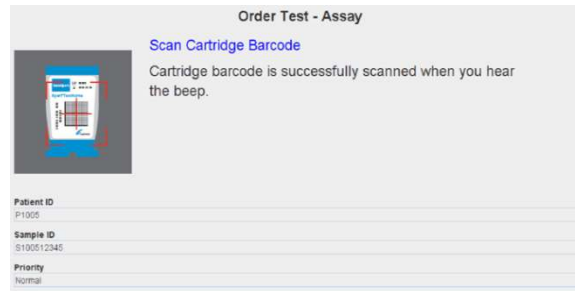 Order Test - Assay
Scan Cartridge Barcode
Cartridge barcode is successfully scanned when you hear
the beep.
Patient ID
P1005
Sample ID
S100512345
Priority
Normal